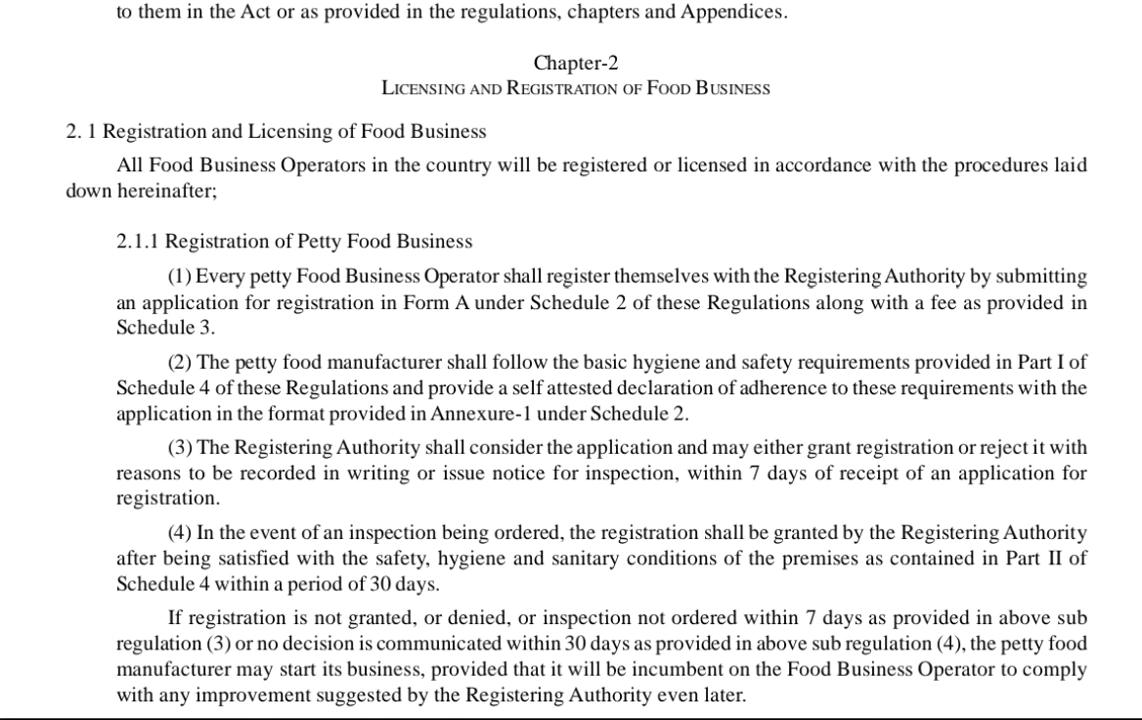 to them in the Act or as provided in the regulations, chapters and Appendices.
Chapter-2
LICENSING AND REGISTRATION OF FOOD BUSINESS
2. 1 Registration and Licensing of Food Business
All Food Business Operators in the country will be registered or licensed in accordance with the procedures laid
down hereinafter;
2.1.1 Registration of Petty Food Business
(1) Every petty Food Business Operator shall register themselves with the Registering Authority by submitting
an application for registration in Form A under Schedule 2 of these Regulations along with a fee as provided in
Schedule 3.
(2) The petty food manufacturer shall follow the basic hygiene and safety requirements provided in Part I of
Schedule 4 of these Regulations and provide a self attested declaration of adherence to these requirements with the
application in the format provided in Annexure-1 under Schedule 2.
(3) The Registering Authority shall consider the application and may either grant registration or reject it with
reasons to be recorded in writing or issue notice for inspection, within 7 days of receipt of an application for
registration.
(4) In the event of an inspection being ordered, the registration shall be granted by the Registering Authority
after being satisfied with the safety, hygiene and sanitary conditions of the premises as contained in Part II of
Schedule 4 within a period of 30 days.
If registration is not granted, or denied, or inspection not ordered within 7 days as provided in above sub
regulation (3) or no decision is communicated within 30 days as provided in above sub regulation (4), the petty food
manufacturer may start its business, provided that it will be incumbent on the Food Business Operator to comply
with any improvement suggested by the Registering Authority even later.